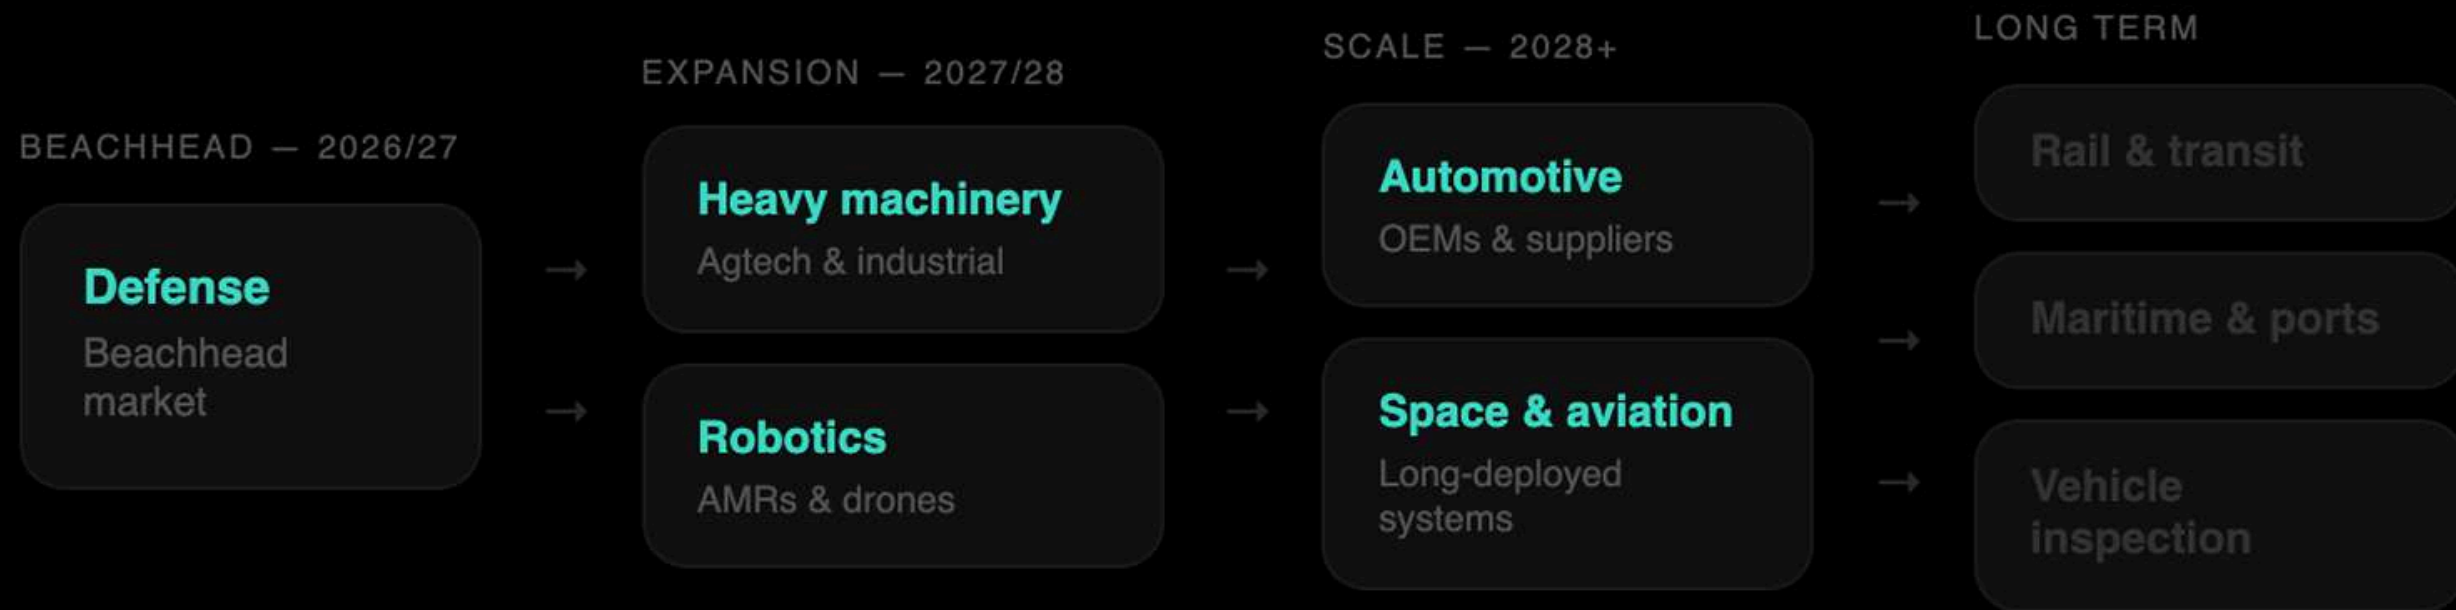 BEACHHEAD — 2026/27
Defense
Beachhead
market
→
→
EXPANSION — 2027/28
Heavy machinery
Agtech & industrial
Robotics
AMRs & drones
→
→
SCALE — 2028+
Automotive
OEMs & suppliers
Space & aviation
Long-deployed
systems
→
→
→
LONG TERM
Rail & transit
Maritime & ports
Vehicle
inspection